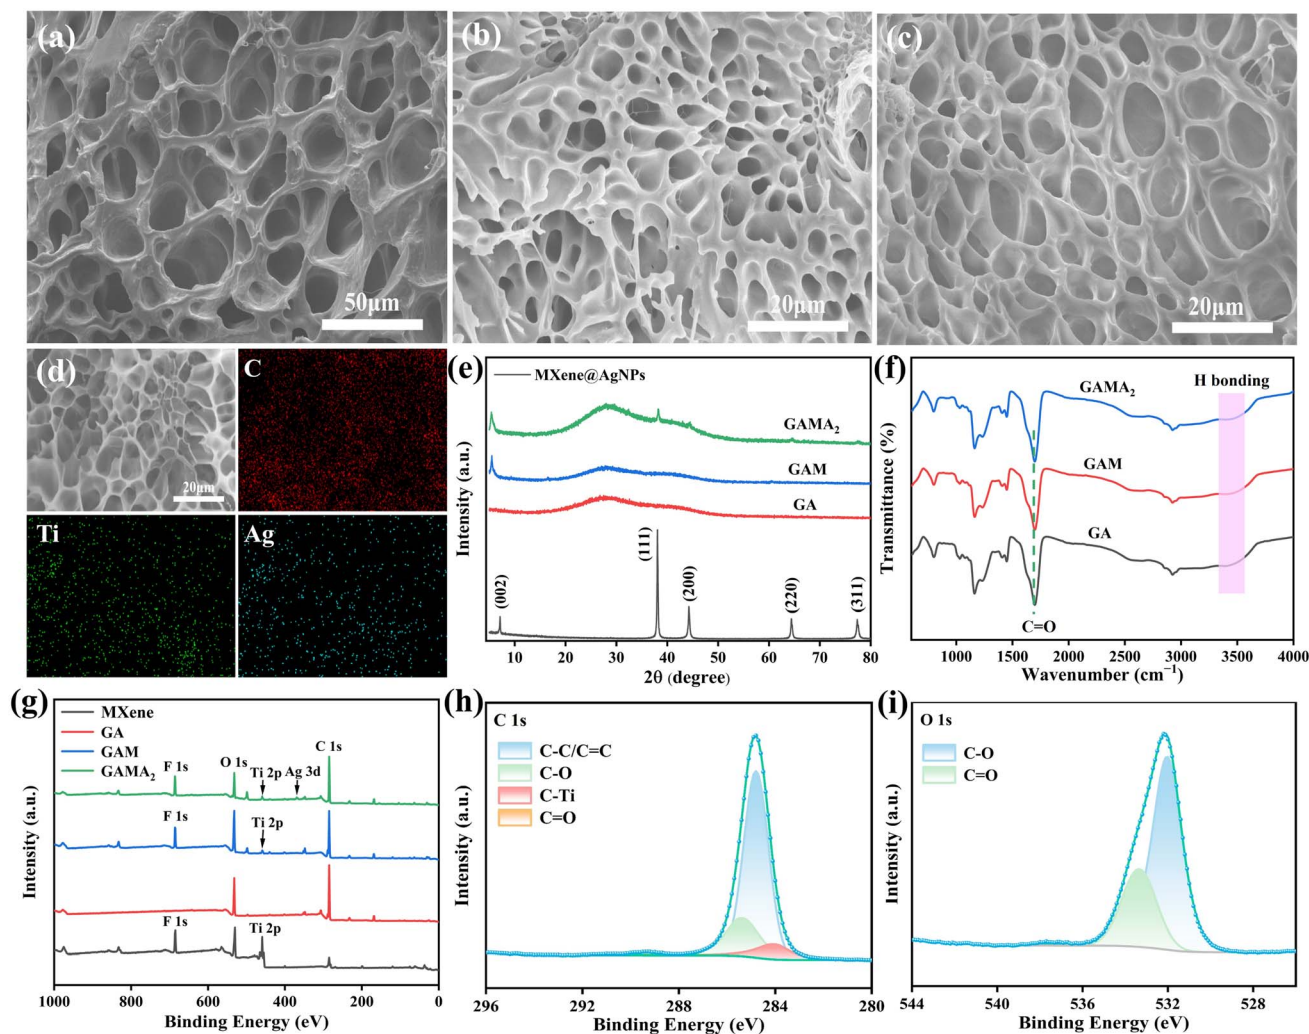 (a)
50μm
(b)
20μm
(c)
20μm
(d)
20μm
C
Ti
Ag
(e)
MXene@AgNPs
GAMA₂
GAM
GA
(002)
(111)
(200)
(220)
(311)
Intensity (a.u.)
10 20 30 40 50 60 70 80
2θ (degree)
(f)
H bonding
GAMA₂
GAM
GA
C=O
Transmittance (%)
1000 1500 2000 2500 3000 3500 4000
Wavenumber (cm⁻¹)
(g)
MXene
GA
GAM
GAMA₂
F 1s
O 1s
Ti 2p
Ag 3d
C 1s
F 1s
Ti 2p
F 1s
Ti 2p
Intensity (a.u.)
1000 800 600 400 200 0
Binding Energy (eV)
(h)
C 1s
C-C/C=C
C-O
C-Ti
C=O
Intensity (a.u.)
296 292 288 284 280
Binding Energy (eV)
(i)
O 1s
C-O
C=O
Intensity (a.u.)
544 540 536 532 528
Binding Energy (eV)